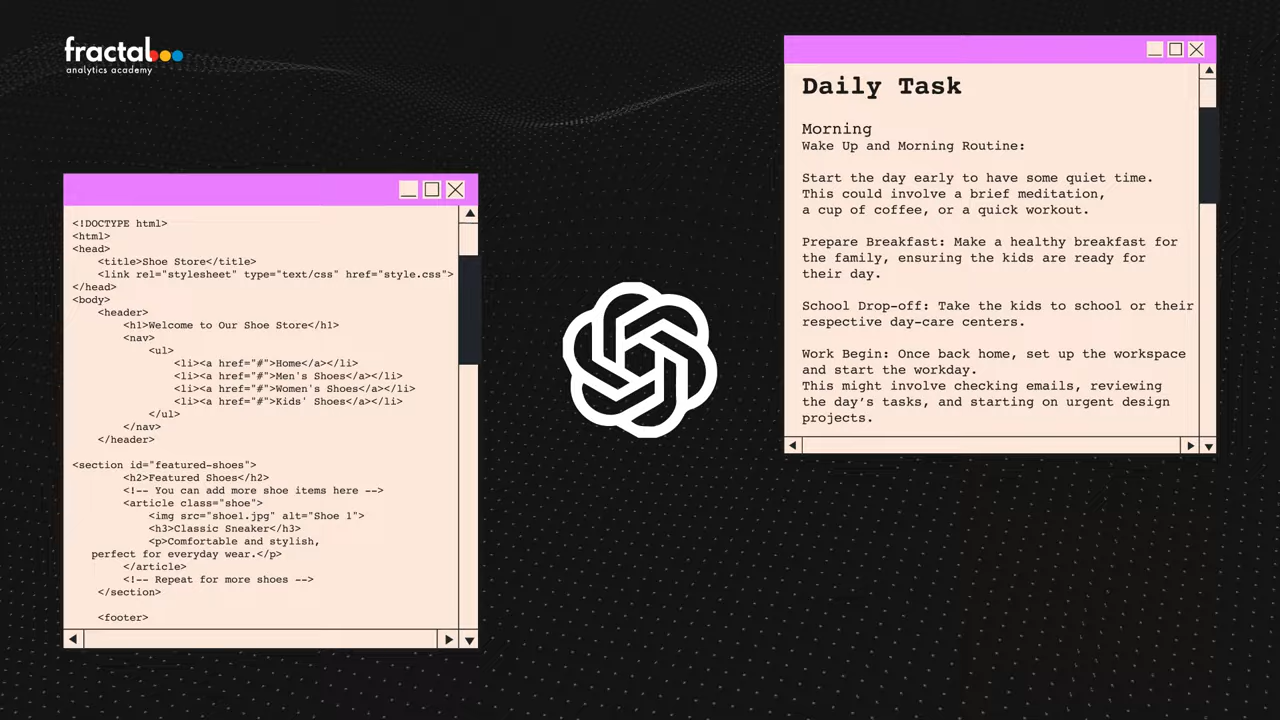 fractal
analytics academy
<!DOCTYPE html>
<html>
<head>
<title>Shoe Store</title>
<link rel="stylesheet" type="text/css" href="style.css">
</head>
<body>
<header>
<h1>Welcome to Our Shoe Store</h1>
<nav>
<ul>
<li><a href="#">Home</a></li>
<li><a href="#">Men's Shoes</a></li>
<li><a href="#">Women's Shoes</a></li>
<li><a href="#">Kids' Shoes</a></li>
</ul>
</nav>
</header>
<section id="featured-shoes">
<h2>Featured Shoes</h2>
<!-- You can add more shoe items here -->
<article class="shoe">
<img src="shoe1.jpg" alt="Shoe 1">
<h3>Classic Sneaker</h3>
<p>Comfortable and stylish,
perfect for everyday wear.</p>
</article>
<!-- Repeat for more shoes -->
</section>
<footer>
Daily Task
Morning
Wake Up and Morning Routine:
Start the day early to have some quiet time.
This could involve a brief meditation,
a cup of coffee, or a quick workout.
Prepare Breakfast: Make a healthy breakfast for
the family, ensuring the kids are ready for
their day.
School Drop-off: Take the kids to school or their
respective day-care centers.
Work Begin: Once back home, set up the workspace
and start the workday.
This might involve checking emails, reviewing
the day's tasks, and starting on urgent design
projects.